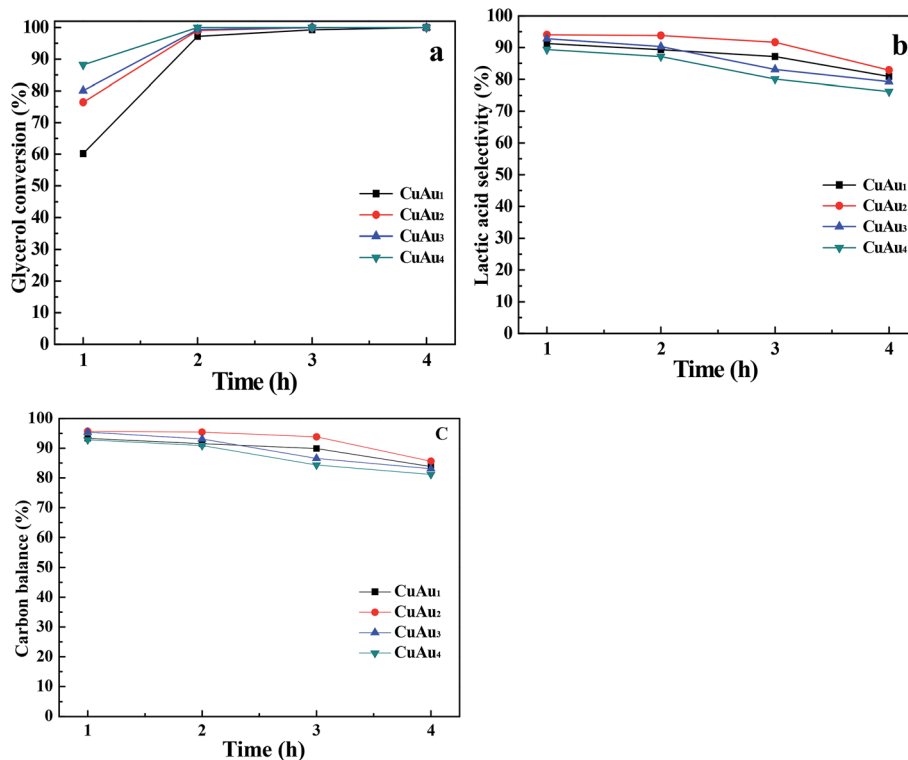 a
Glycerol conversion (%)
100
90
80
70
60
50
40
30
20
10
0
CuAu1
CuAu2
CuAu3
CuAu4
1 2 3 4
Time (h)
b
Lactic acid selectivity (%)
100
90
80
70
60
50
40
30
20
10
0
CuAu1
CuAu2
CuAu3
CuAu4
1 2 3 4
Time (h)
C
Carbon balance (%)
100
90
80
70
60
50
40
30
20
10
0
CuAu1
CuAu2
CuAu3
CuAu4
1 2 3 4
Time (h)